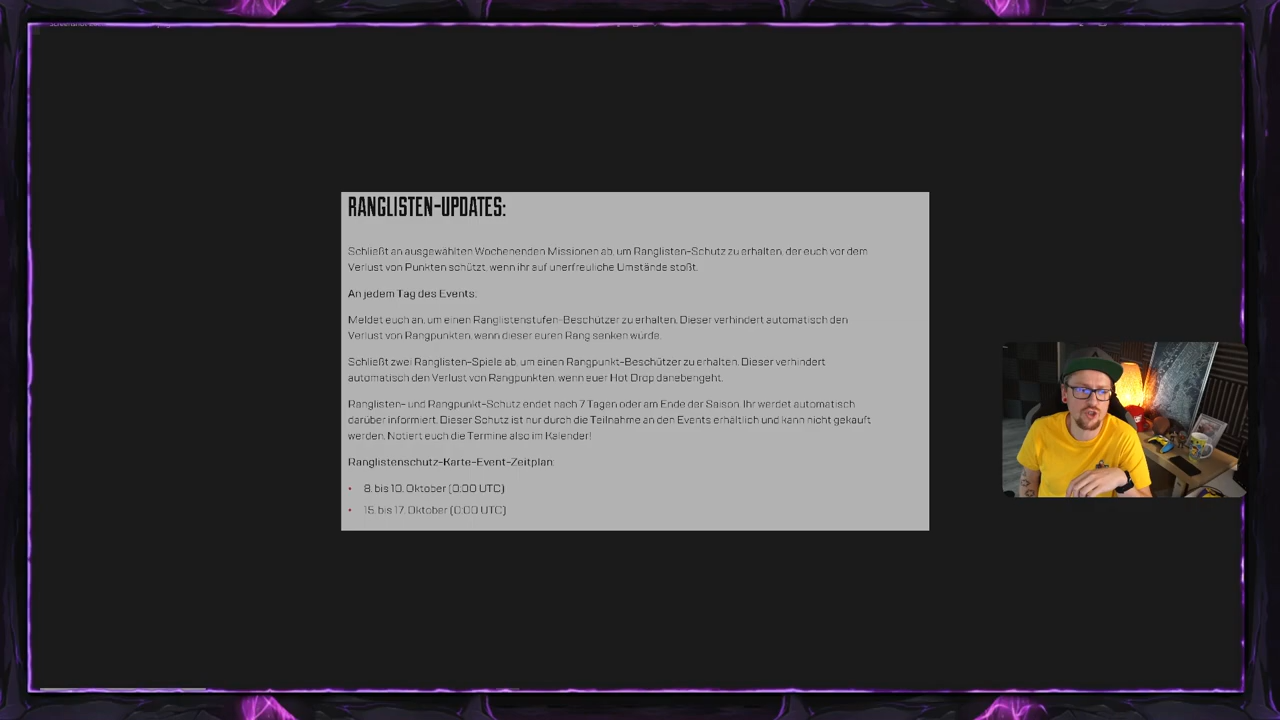 RANGLISTEN-UPDATES:
Schließt an ausgewählten Wochenenden Missionen ab, um Ranglisten-Schutz zu erhalten, der euch vor dem
Verlust von Punkten schützt, wenn ihr auf unerfreuliche Umstände stoßt.
An jedem Tag des Events:
Meldet euch an, um einen Ranglistenstufen-Beschützer zu erhalten. Dieser verhindert automatisch den
Verlust von Rangpunkten, wenn dieser euren Rang senken würde.
Schließt zwei Ranglisten-Spiele ab, um einen Rangpunkt-Beschützer zu erhalten. Dieser verhindert
automatisch den Verlust von Rangpunkten, wenn euer Hot Drop danebengeht.
Ranglisten- und Rangpunkt-Schutz endet nach 7 Tagen oder am Ende der Saison. Ihr werdet automatisch
darüber informiert. Dieser Schutz ist nur durch die Teilnahme an den Events erhältlich und kann nicht gekauft
werden. Notiert euch die Termine also im Kalender!
Ranglistenschutz-Karte-Event-Zeitplan:
• 8. bis 10. Oktober (0:00 UTC)
• 15. bis 17. Oktober (0:00 UTC)